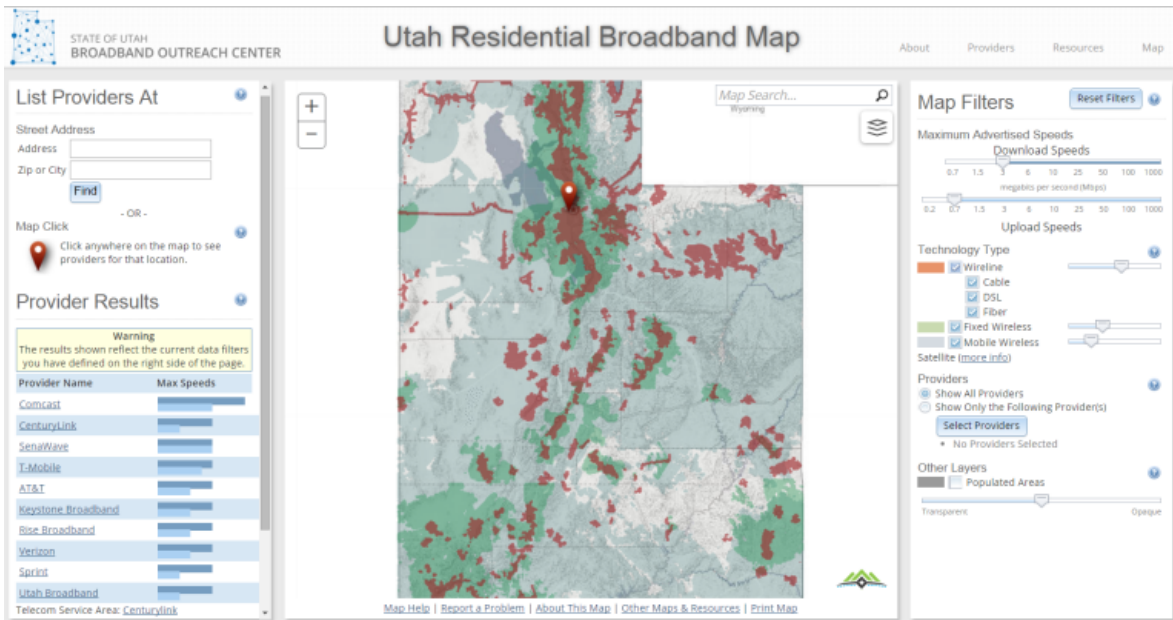 STATE OF UTAH
BROADBAND OUTREACH CENTER
Utah Residential Broadband Map
About Providers Resources Map
List Providers At
Street Address
Address
Zip or City
Find
- OR -
Map Click
Click anywhere on the map to see
providers for that location.
Provider Results
Warning
The results shown reflect the current data filters
you have defined on the right side of the page.
Provider Name Max Speeds
Comcast
CenturyLink
SenaWave
T-Mobile
AT&T
Keystone Broadband
Rise Broadband
Verizon
Sprint
Utah Broadband
Telecom Service Area: Centurylink
+
−
Map Search...
Wyoming
Map Help | Report a Problem | About This Map | Other Maps & Resources | Print Map
Map Filters
Reset Filters
Maximum Advertised Speeds
Download Speeds
0.7 1.5 3 6 10 25 50 100 1000
megabits per second (Mbps)
0.2 0.7 1.5 3 6 10 25 50 100 1000
Upload Speeds
Technology Type
Wireline
Cable
DSL
Fiber
Fixed Wireless
Mobile Wireless
Satellite (more info)
Providers
Show All Providers
Show Only the Following Provider(s)
Select Providers
• No Providers Selected
Other Layers
Populated Areas
Transparent Opaque